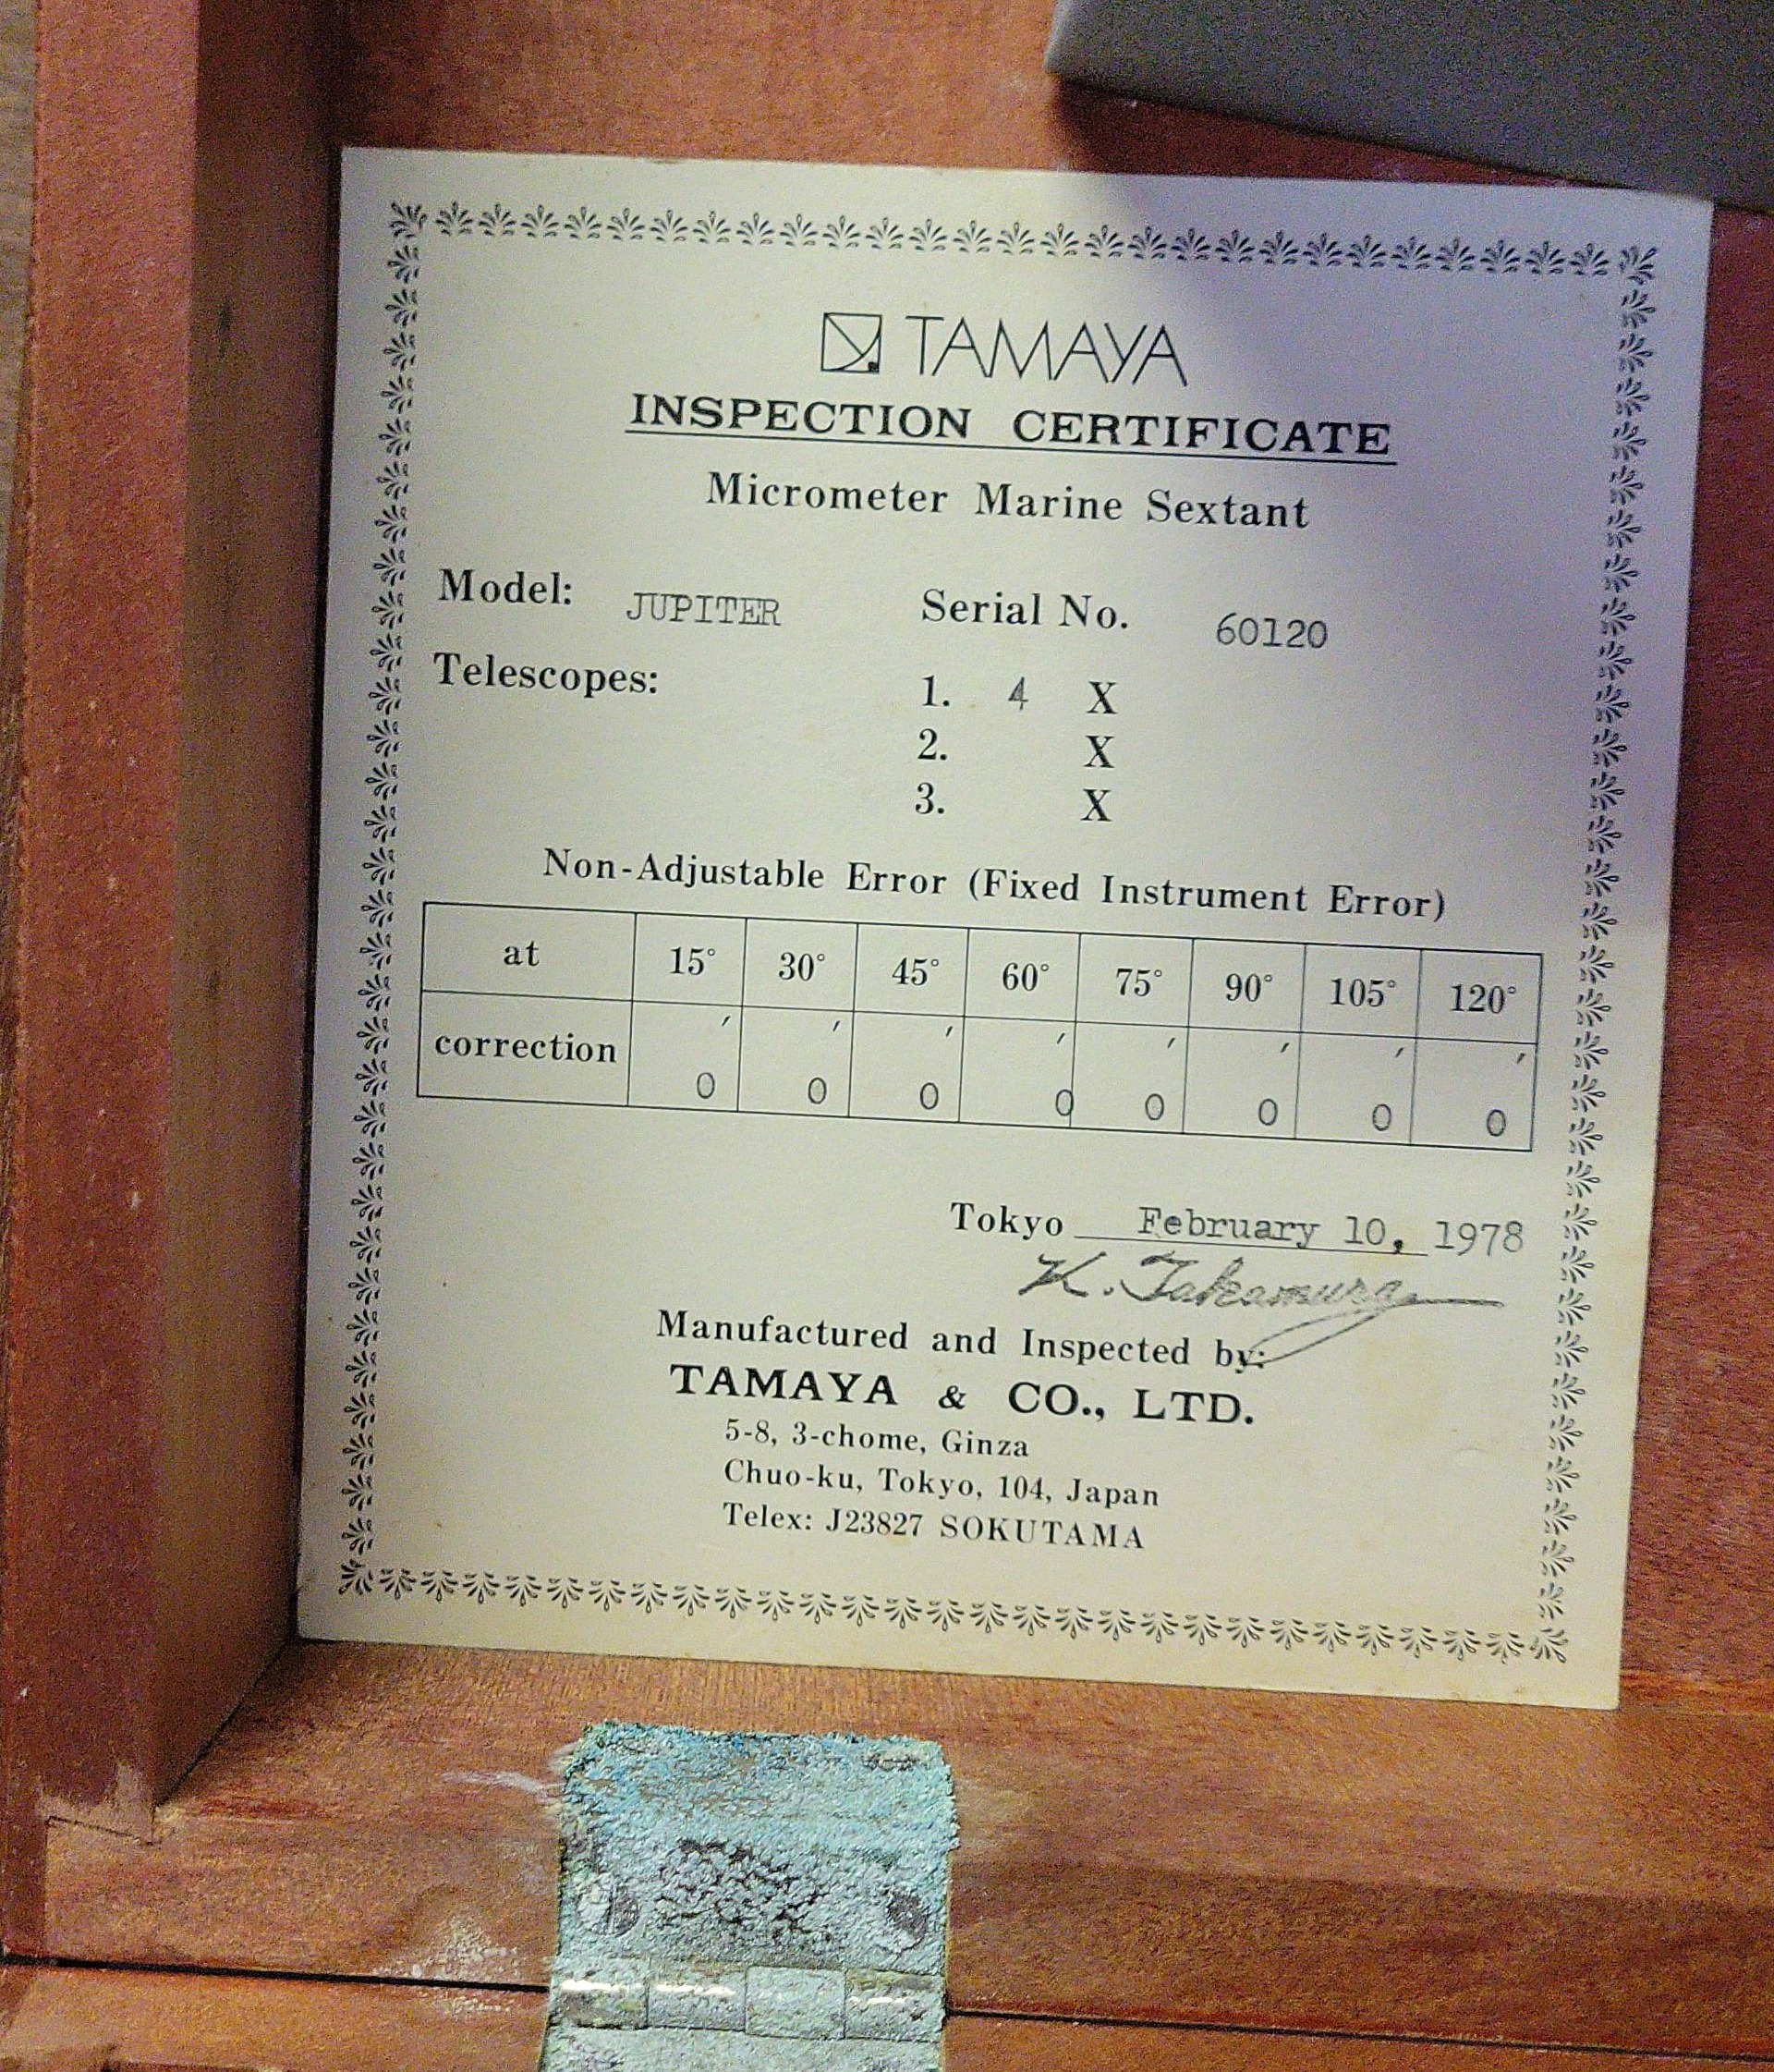 TAMAYA
INSPECTION CERTIFICATE
Micrometer Marine Sextant
Model: JUPITER Serial No. 60120
Telescopes: 1. 4 X
2. X
3. X
Non-Adjustable Error (Fixed Instrument Error)
at 15° 30° 45° 60° 75° 90° 105° 120°
correction 0′ 0′ 0′ 0′ 0′ 0′ 0′ 0′
Tokyo February 10, 1978
K. Takamura
Manufactured and Inspected by:
TAMAYA & CO., LTD.
5-8, 3-chome, Ginza
Chuo-ku, Tokyo, 104, Japan
Telex: J23827 SOKUTAMA